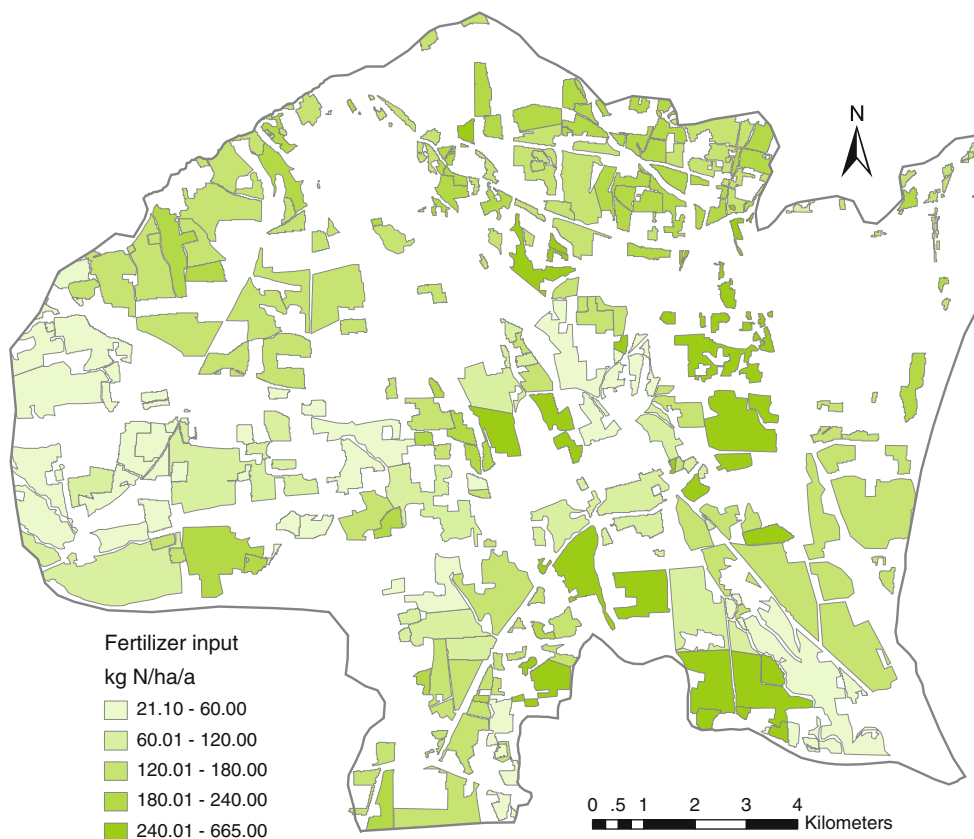 N
Fertilizer input
kg N/ha/a
21.10 - 60.00
60.01 - 120.00
120.01 - 180.00
180.01 - 240.00
240.01 - 665.00
0 .5 1 2 3 4
Kilometers